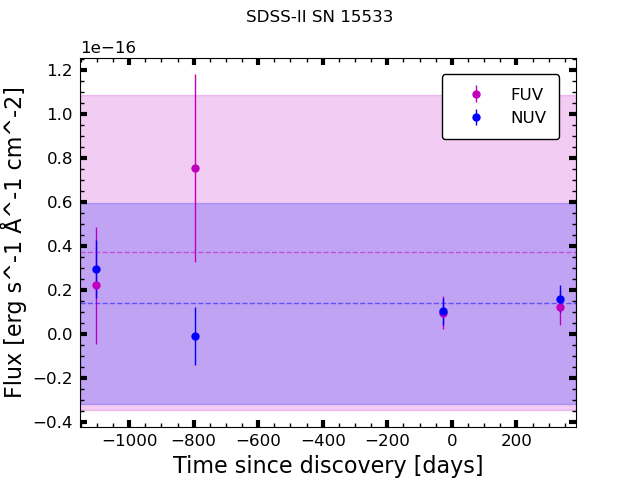 SDSS-II SN 15533
1e−16
1.2
1.0
0.8
0.6
0.4
0.2
0.0
−0.2
−0.4
Flux [erg s^-1 Å^-1 cm^-2]
FUV
NUV
−1000 −800 −600 −400 −200 0 200
Time since discovery [days]